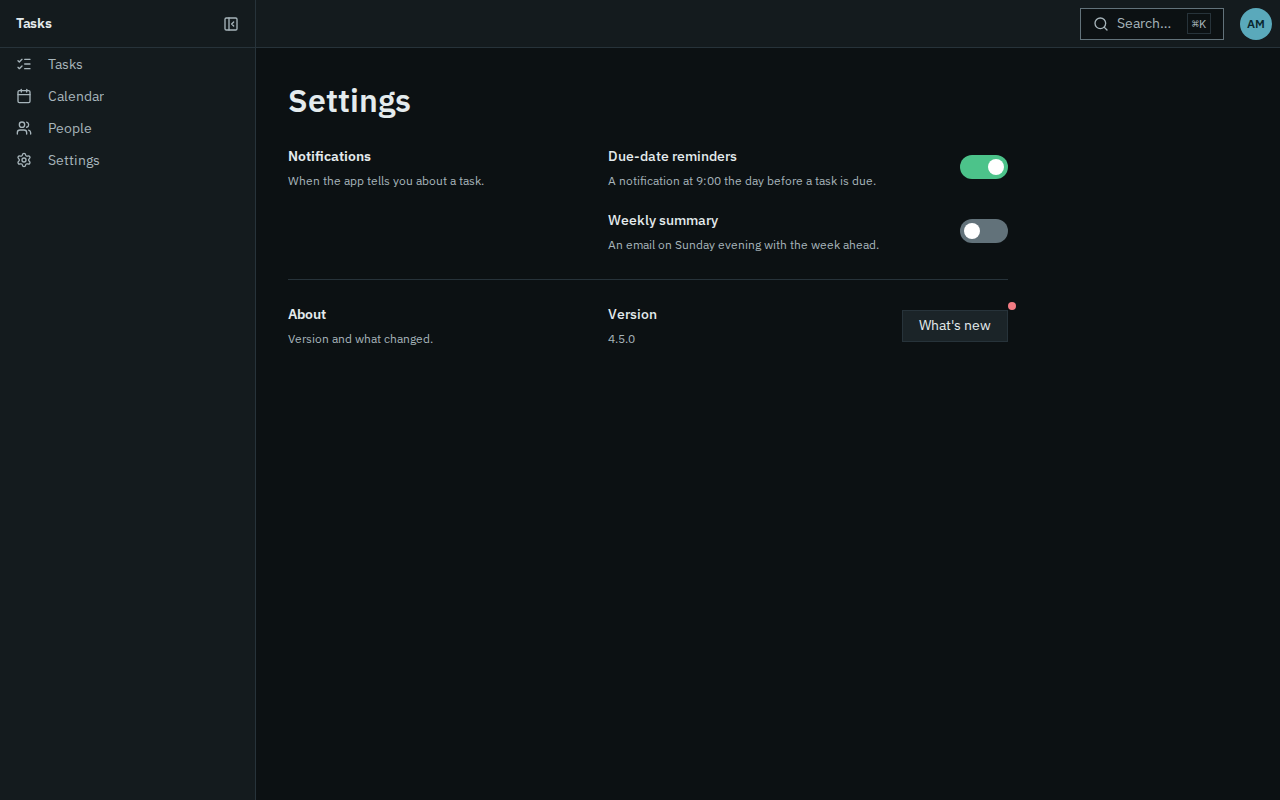 Tasks
Search... ⌘K
AM
Tasks
Calendar
People
Settings
Settings
Notifications
When the app tells you about a task.
Due-date reminders
A notification at 9:00 the day before a task is due.
Weekly summary
An email on Sunday evening with the week ahead.
About
Version and what changed.
Version
4.5.0
What's new